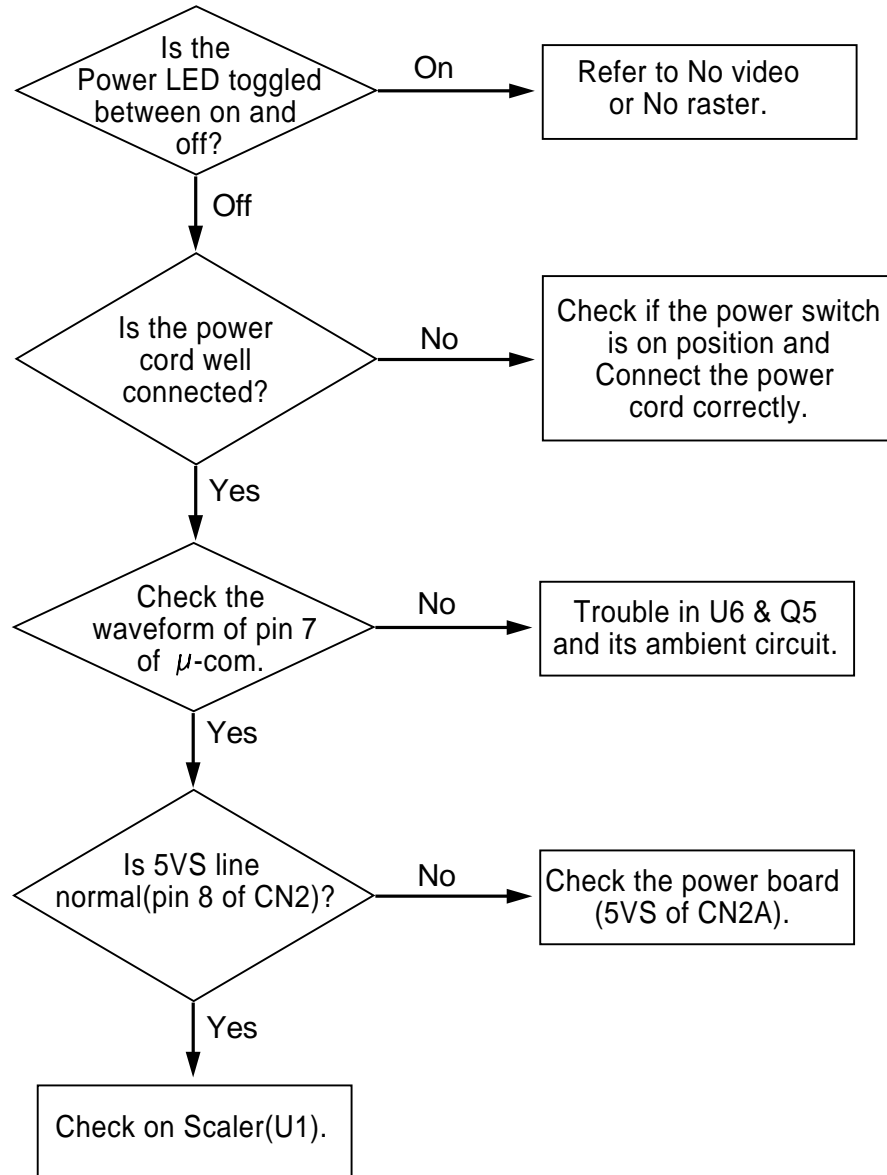 Is the
Power LED toggled
between on and
off?
On
Refer to No video
or No raster.
Off
Is the power
cord well
connected?
No
Check if the power switch
is on position and
Connect the power
cord correctly.
Yes
Check the
waveform of pin 7
of μ-com.
No
Trouble in U6 & Q5
and its ambient circuit.
Yes
Is 5VS line
normal(pin 8 of CN2)?
No
Check the power board
(5VS of CN2A).
Yes
Check on Scaler(U1).